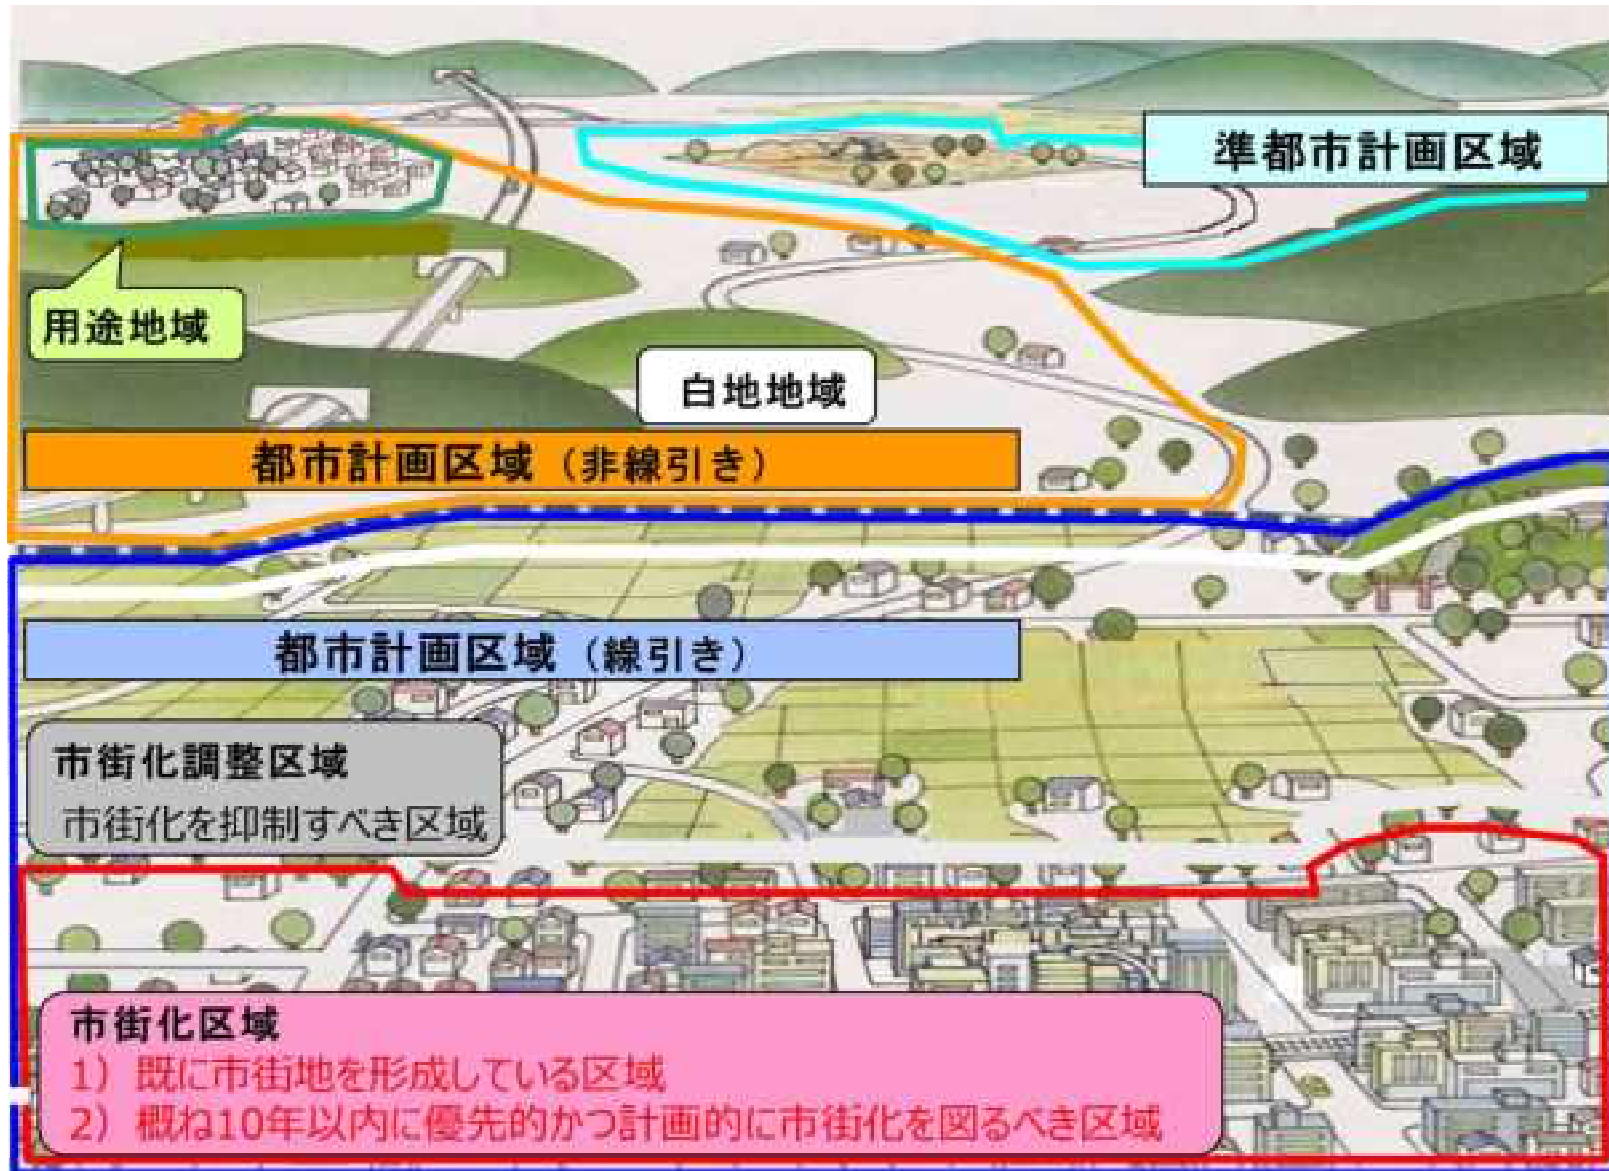 準都市計画区域
用途地域
白地地域
都市計画区域（非線引き）
都市計画区域（線引き）
市街化調整区域
市街化を抑制すべき区域
市街化区域
1） 既に市街地を形成している区域
2） 概ね10年以内に優先的かつ計画的に市街化を図るべき区域